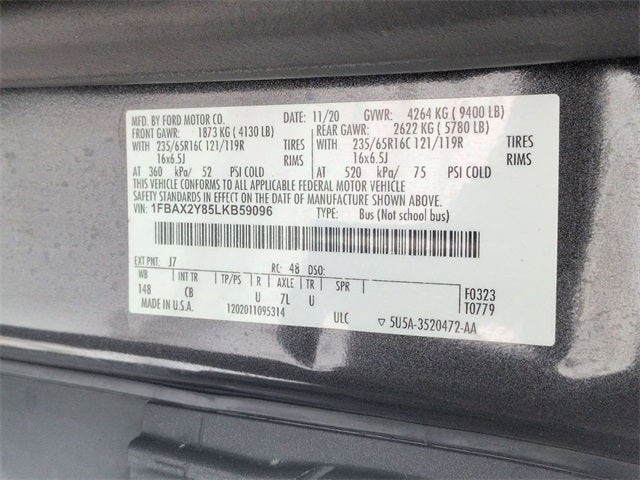 MFD. BY FORD MOTOR CO. DATE: 11/20 GVWR: 4264 KG ( 9400 LB)
FRONT GAWR: 1873 KG ( 4130 LB) REAR GAWR: 2622 KG ( 5780 LB)
WITH 235/65R16C 121/119R TIRES WITH 235/65R16C 121/119R TIRES
16x6.5J RIMS 16x6.5J RIMS
AT 360 kPa/ 52 PSI COLD AT 520 kPa/ 75 PSI COLD
THIS VEHICLE CONFORMS TO ALL APPLICABLE FEDERAL MOTOR VEHICLE
SAFETY STANDARDS IN EFFECT ON THE DATE OF MANUFACTURE SHOWN ABOVE.
VIN: 1FBAX2Y85LKB59096 TYPE: Bus (Not school bus)
EXT PNT: J7 RC: 48 DSO:
WB INT TR TP/PS R AXLE TR SPR F0323
148 CB U 7L U T0779
MADE IN U.S.A. 1202011095314 ULC ▽ 5U5A-3520472-AA